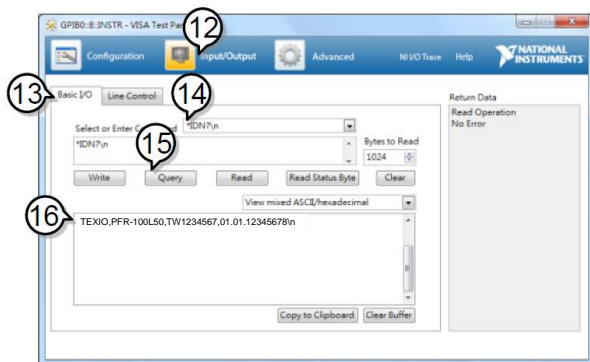 GPIB0::8::INSTR - VISA Test Pan
12
Configuration
Input/Output
Advanced
NI I/O Trace
Help
NATIONAL
INSTRUMENTS
13
Basic I/O
Line Control
14
Select or Enter *IDN?\n
*IDN?\n
15
Bytes to Read
1024
Write
Query
Read
Read Status Byte
Clear
View mixed ASCII/hexadecimal
16
TEXIO,PFR-100L50,TW1234567,01.01.12345678\n
Copy to Clipboard
Clear Buffer
Return Data
Read Operation
No Error